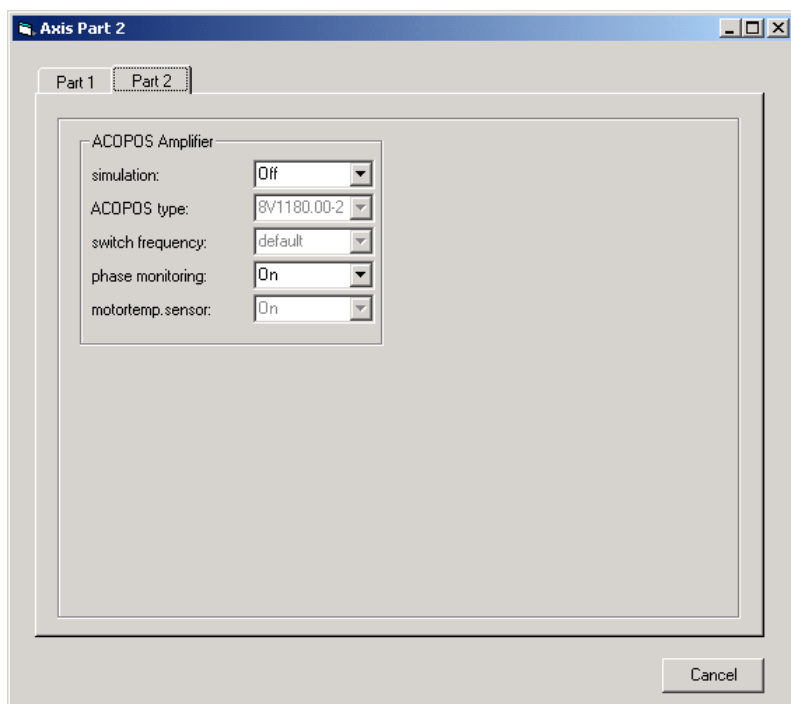 Axis Part 2
Part 1 Part 2
ACOPOS Amplifier
simulation: Off
ACOPOS type: 8V1180.00-2
switch frequency: default
phase monitoring: On
motortemp.sensor: On
Cancel